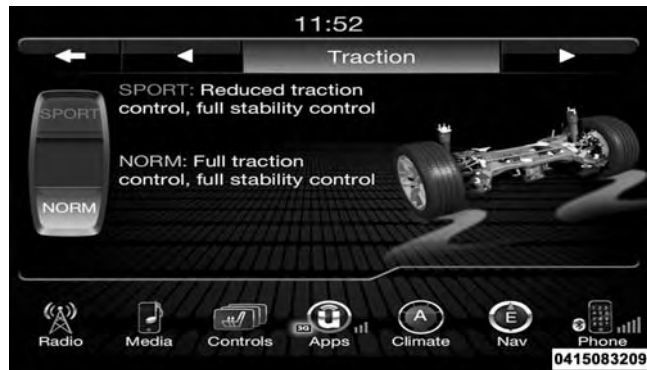 11:52
Traction
SPORT
SPORT: Reduced traction
control, full stability control
NORM: Full traction
control, full stability control
NORM
3G
A
E
Radio
Media
Controls
Apps
Climate
Nav
Phone
0415083209